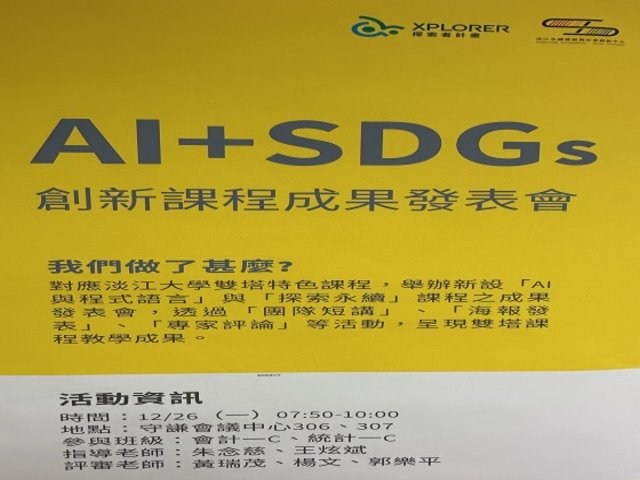 XPLORER
探索者計畫
AI+SDGs
創新課程成果發表會
我們做了甚麼?
對應淡江大學雙塔特色課程，舉辦新設「AI
與程式語言」與「探索永續」課程之成果
發表會，透過「團隊短講」、「海報發
表」、「專家評論」等活動，呈現雙塔課
程教學成果。
活動資訊
時間：12/26（一）07:50-10:00
地點：守謙會議中心306、307
參與班級：會計一C、統計一C
指導老師：朱念慈、王炫斌
評審老師：黃瑞茂、楊文、郭樂平